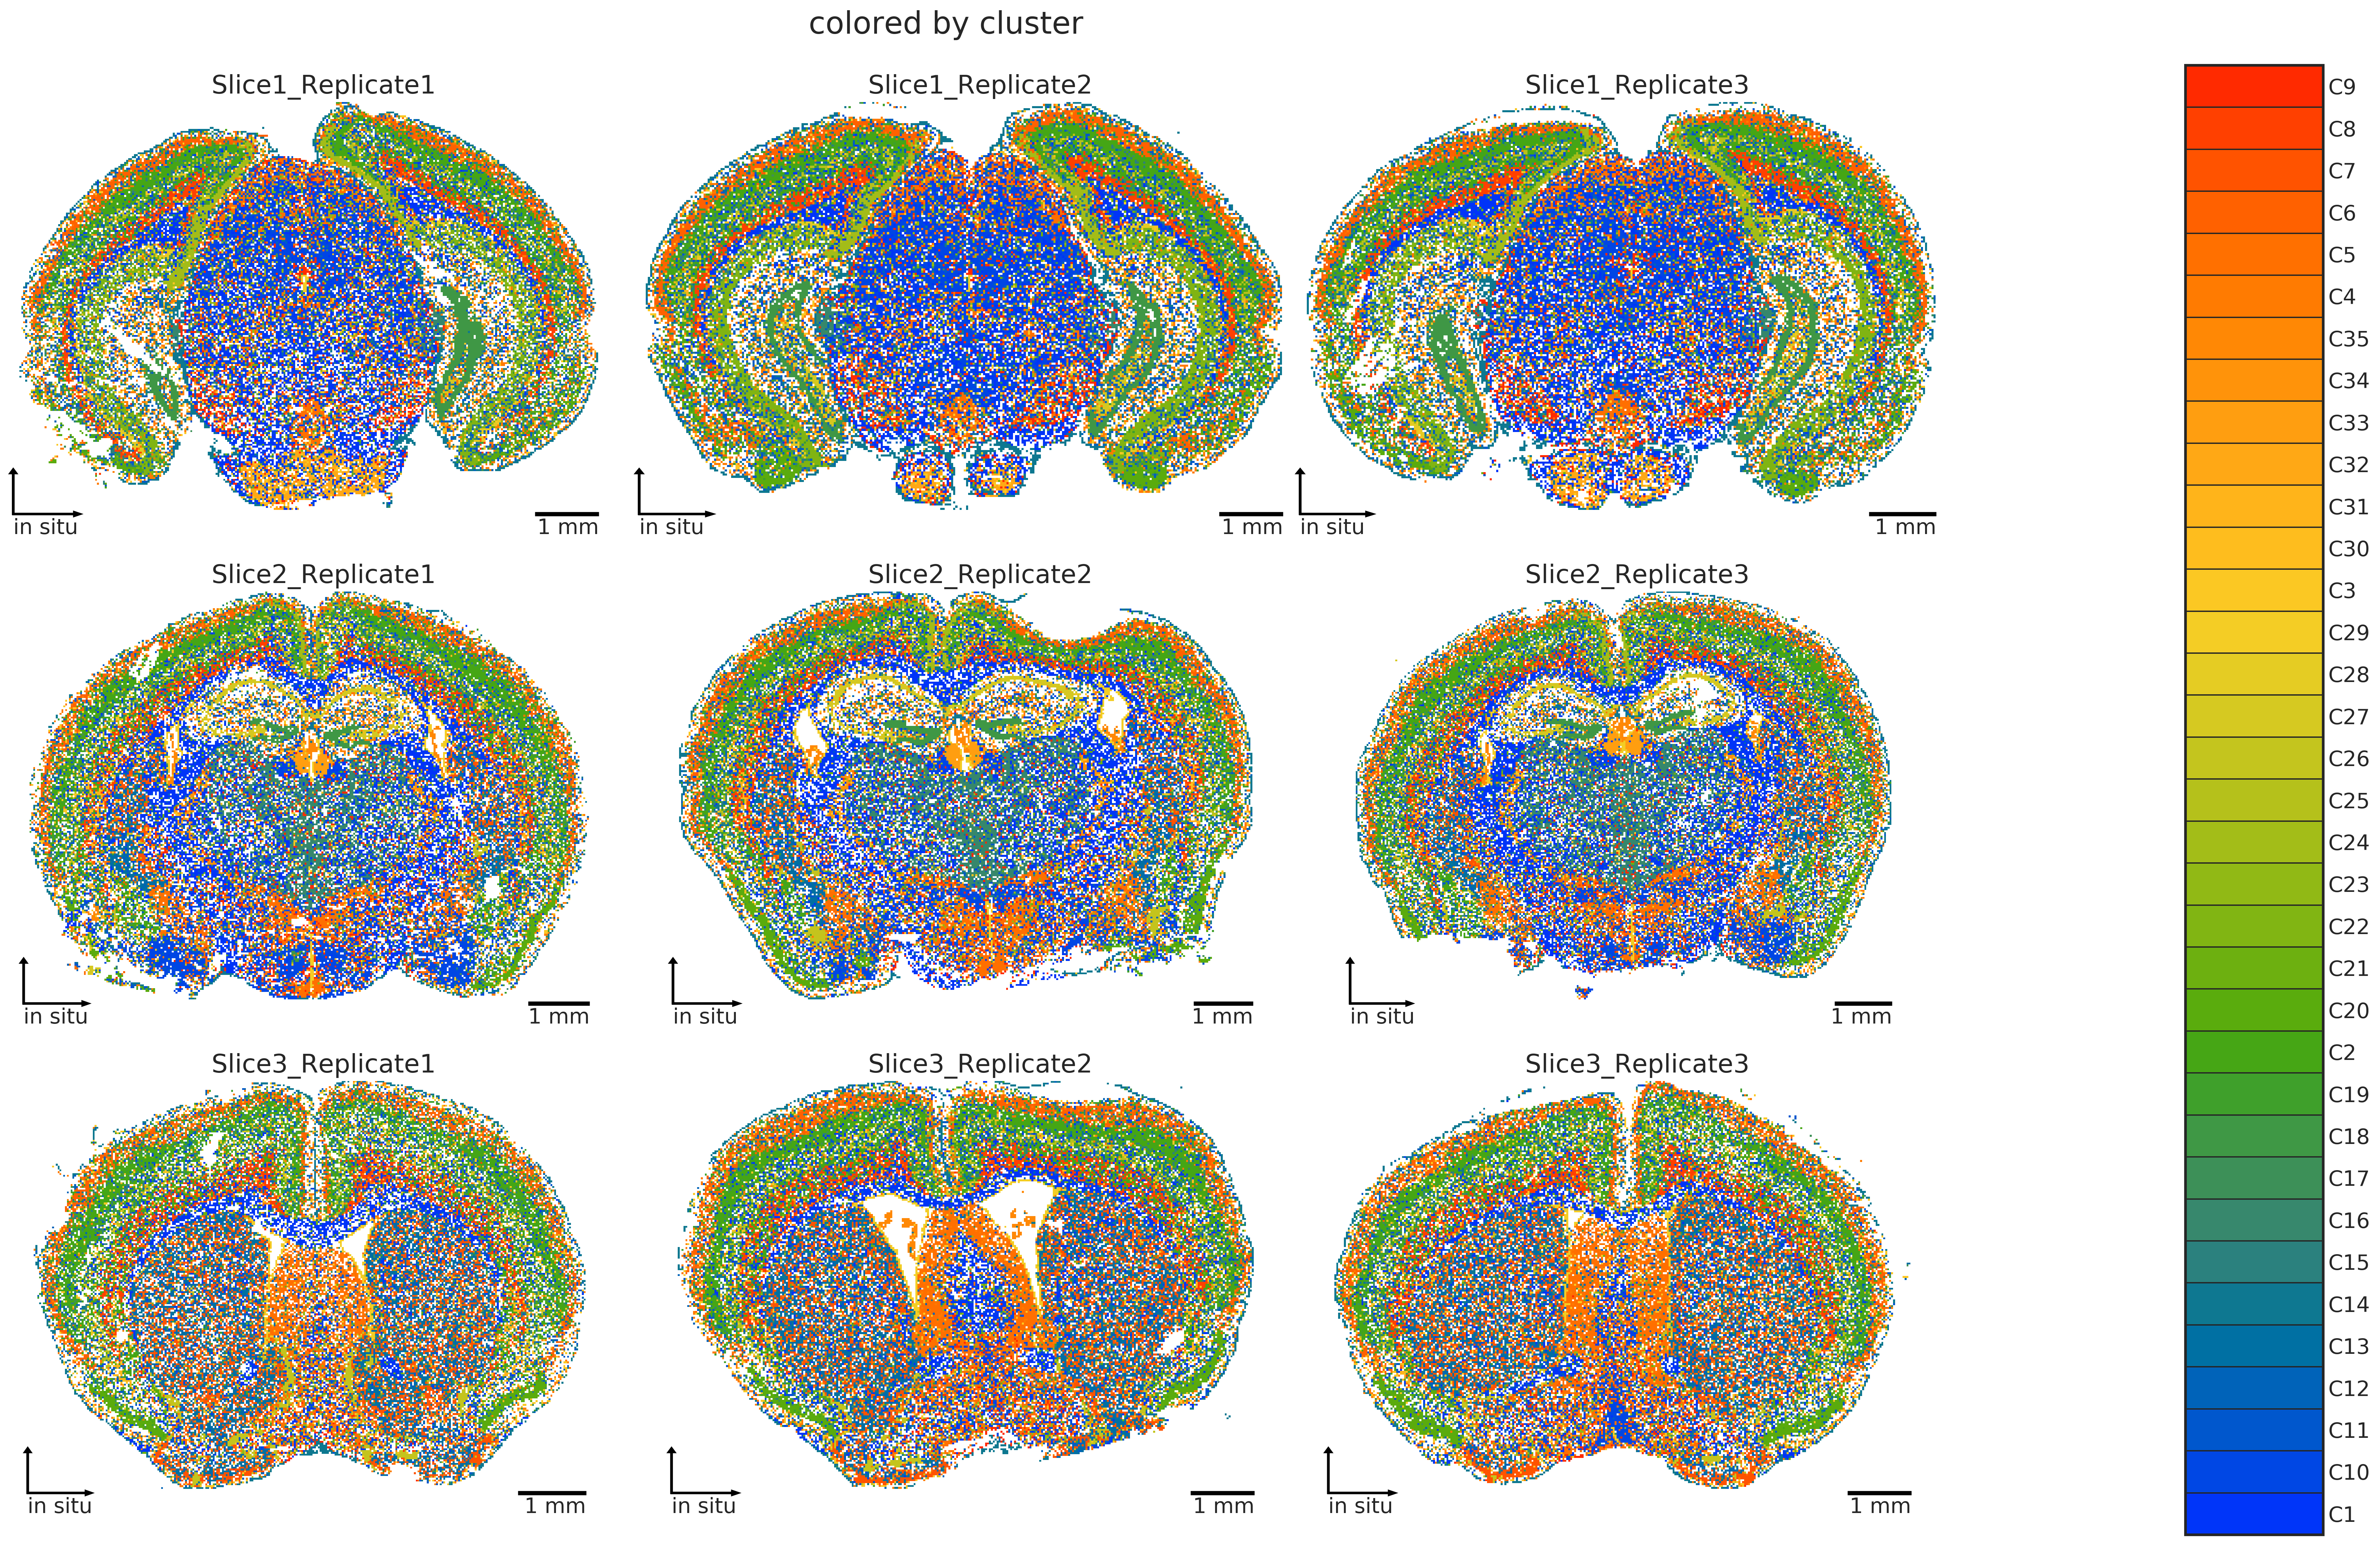 colored by cluster
Slice1_Replicate1
Slice1_Replicate2
Slice1_Replicate3
in situ
1 mm
in situ
1 mm
in situ
1 mm
Slice2_Replicate1
Slice2_Replicate2
Slice2_Replicate3
in situ
1 mm
in situ
1 mm
in situ
1 mm
Slice3_Replicate1
Slice3_Replicate2
Slice3_Replicate3
in situ
1 mm
in situ
1 mm
in situ
1 mm
C9
C8
C7
C6
C5
C4
C35
C34
C33
C32
C31
C30
C3
C29
C28
C27
C26
C25
C24
C23
C22
C21
C20
C2
C19
C18
C17
C16
C15
C14
C13
C12
C11
C10
C1